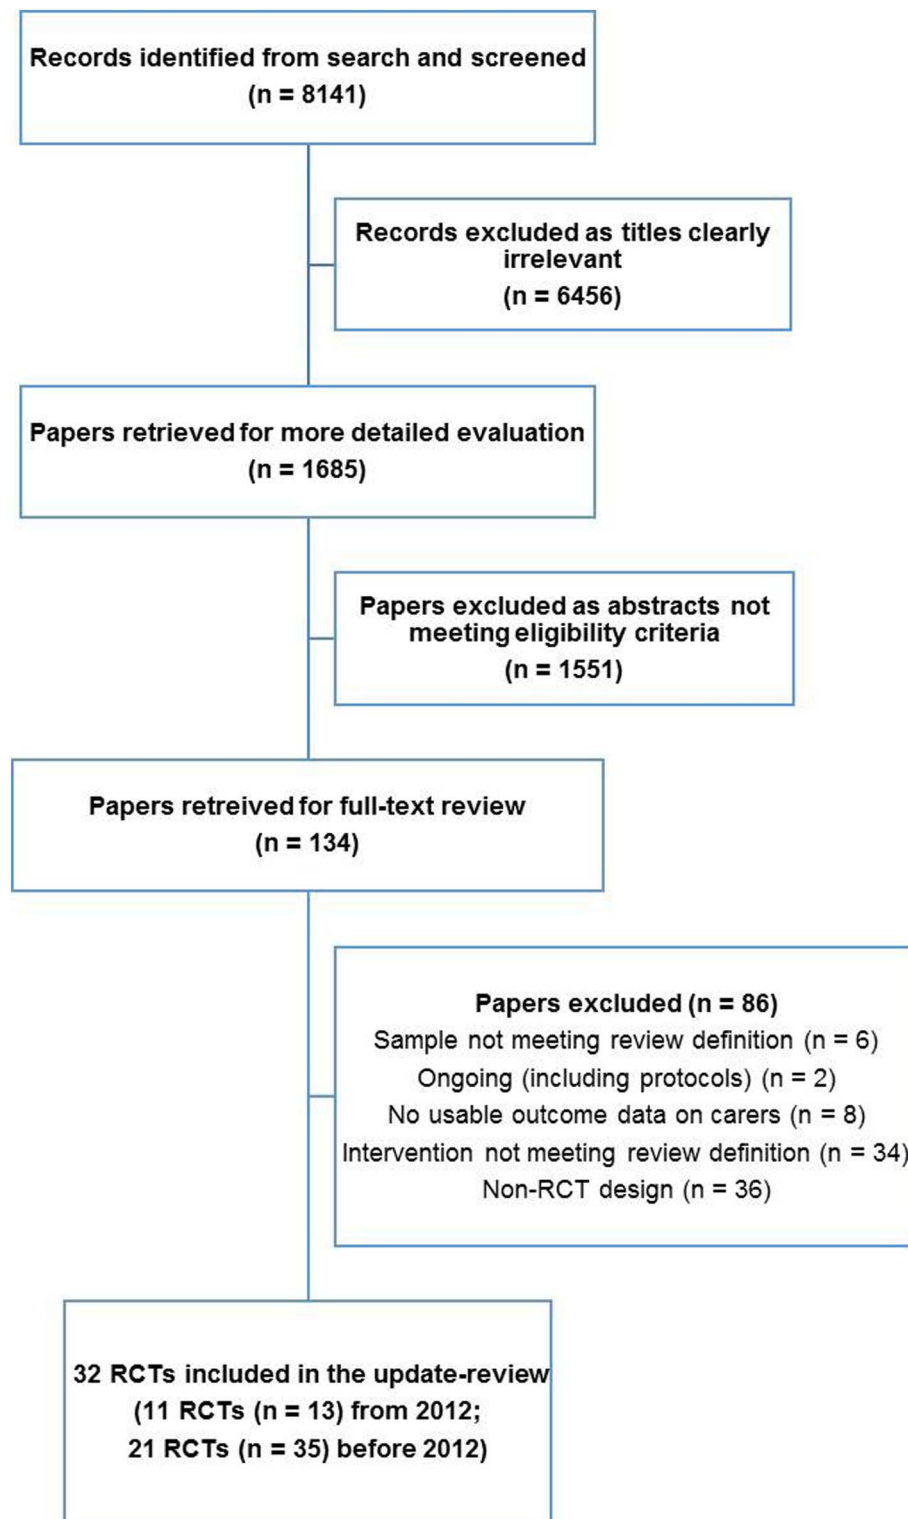 Records identified from search and screened
(n = 8141)
Records excluded as titles clearly
irrelevant
(n = 6456)
Papers retrieved for more detailed evaluation
(n = 1685)
Papers excluded as abstracts not
meeting eligibility criteria
(n = 1551)
Papers retreived for full-text review
(n = 134)
Papers excluded (n = 86)
Sample not meeting review definition (n = 6)
Ongoing (including protocols) (n = 2)
No usable outcome data on carers (n = 8)
Intervention not meeting review definition (n = 34)
Non-RCT design (n = 36)
32 RCTs included in the update-review
(11 RCTs (n = 13) from 2012;
21 RCTs (n = 35) before 2012)